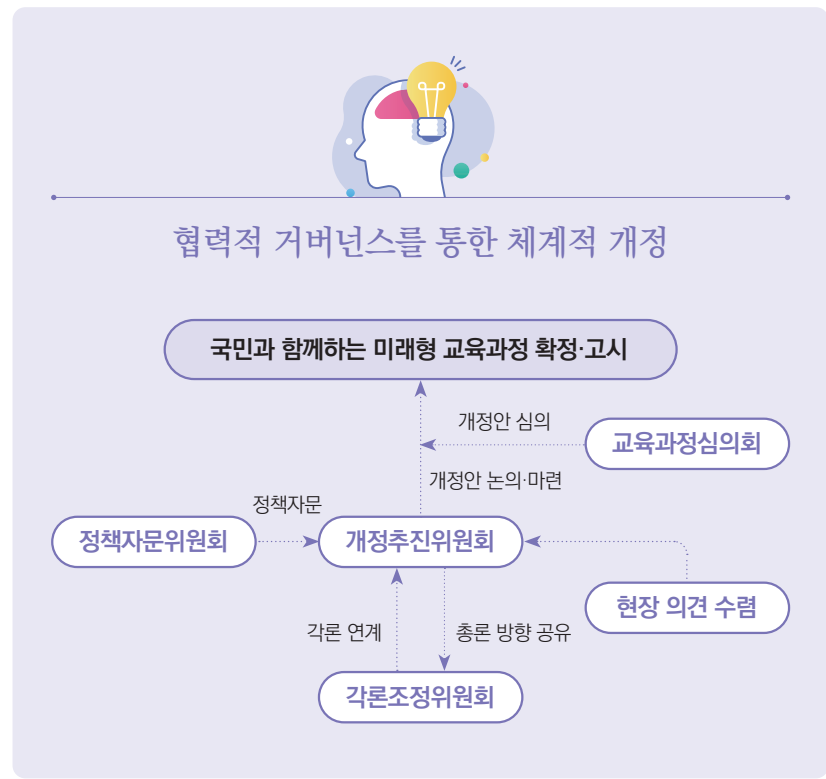 협력적 거버넌스를 통한 체계적 개정
국민과 함께하는 미래형 교육과정 확정·고시
개정안 심의
교육과정심의회
개정안 논의·마련
정책자문
정책자문위원회
개정추진위원회
현장 의견 수렴
각론 연계
총론 방향 공유
각론조정위원회